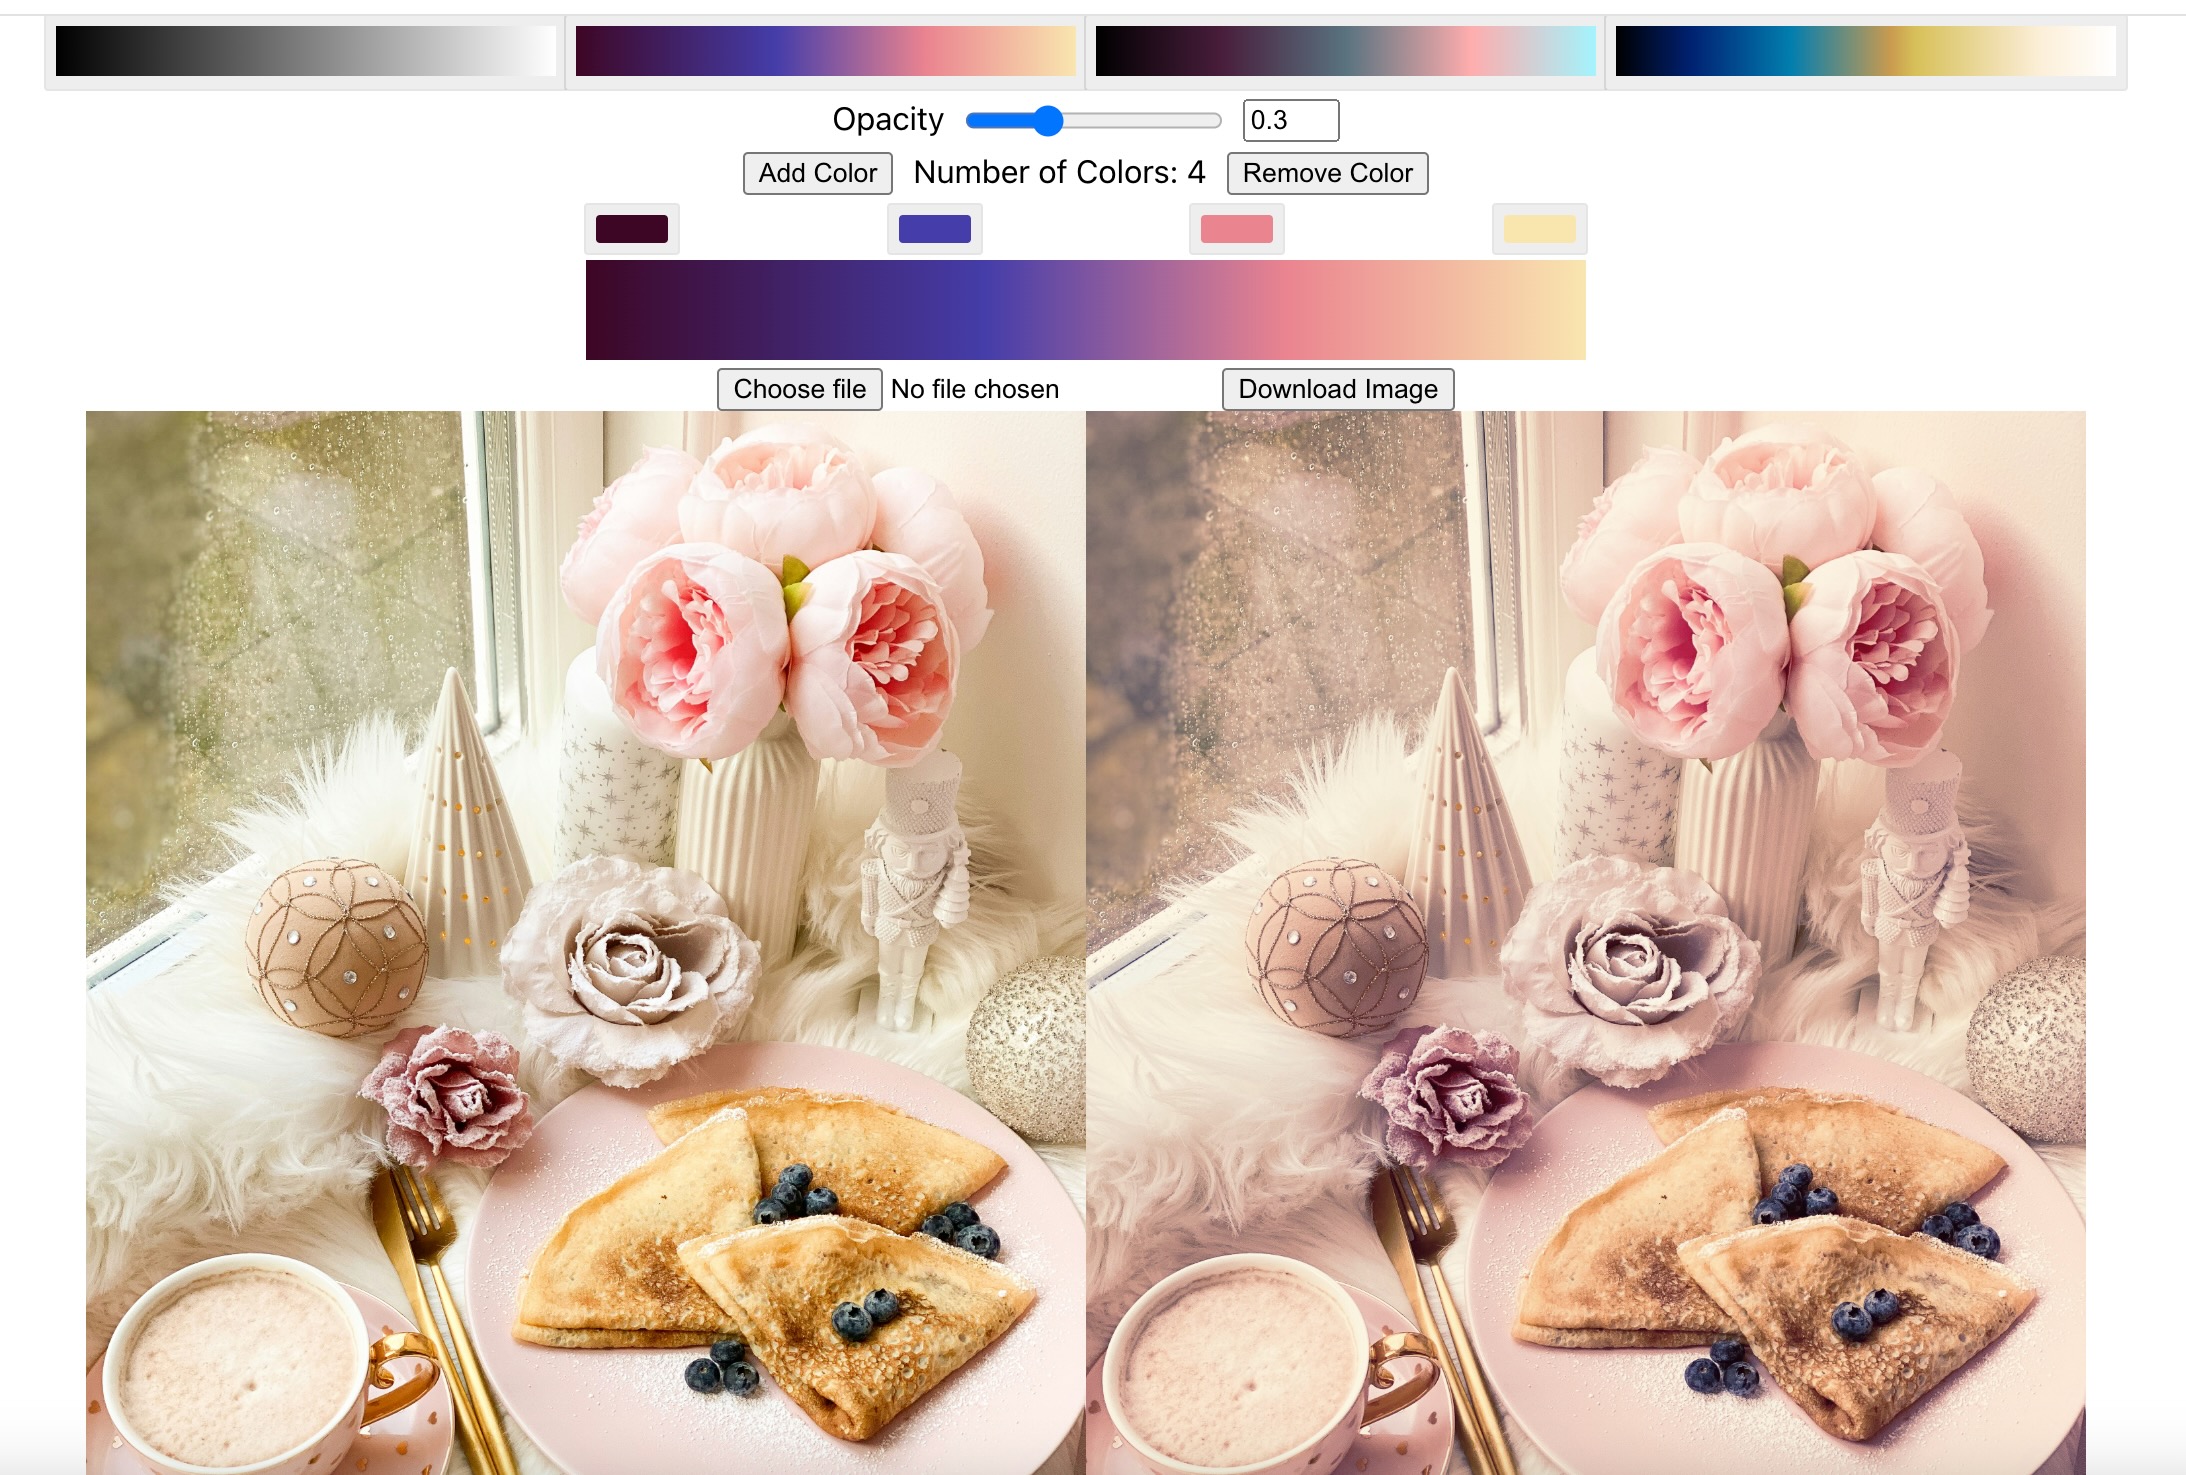 Opacity 0.3
Add Color Number of Colors: 4 Remove Color
Choose file No file chosen Download Image